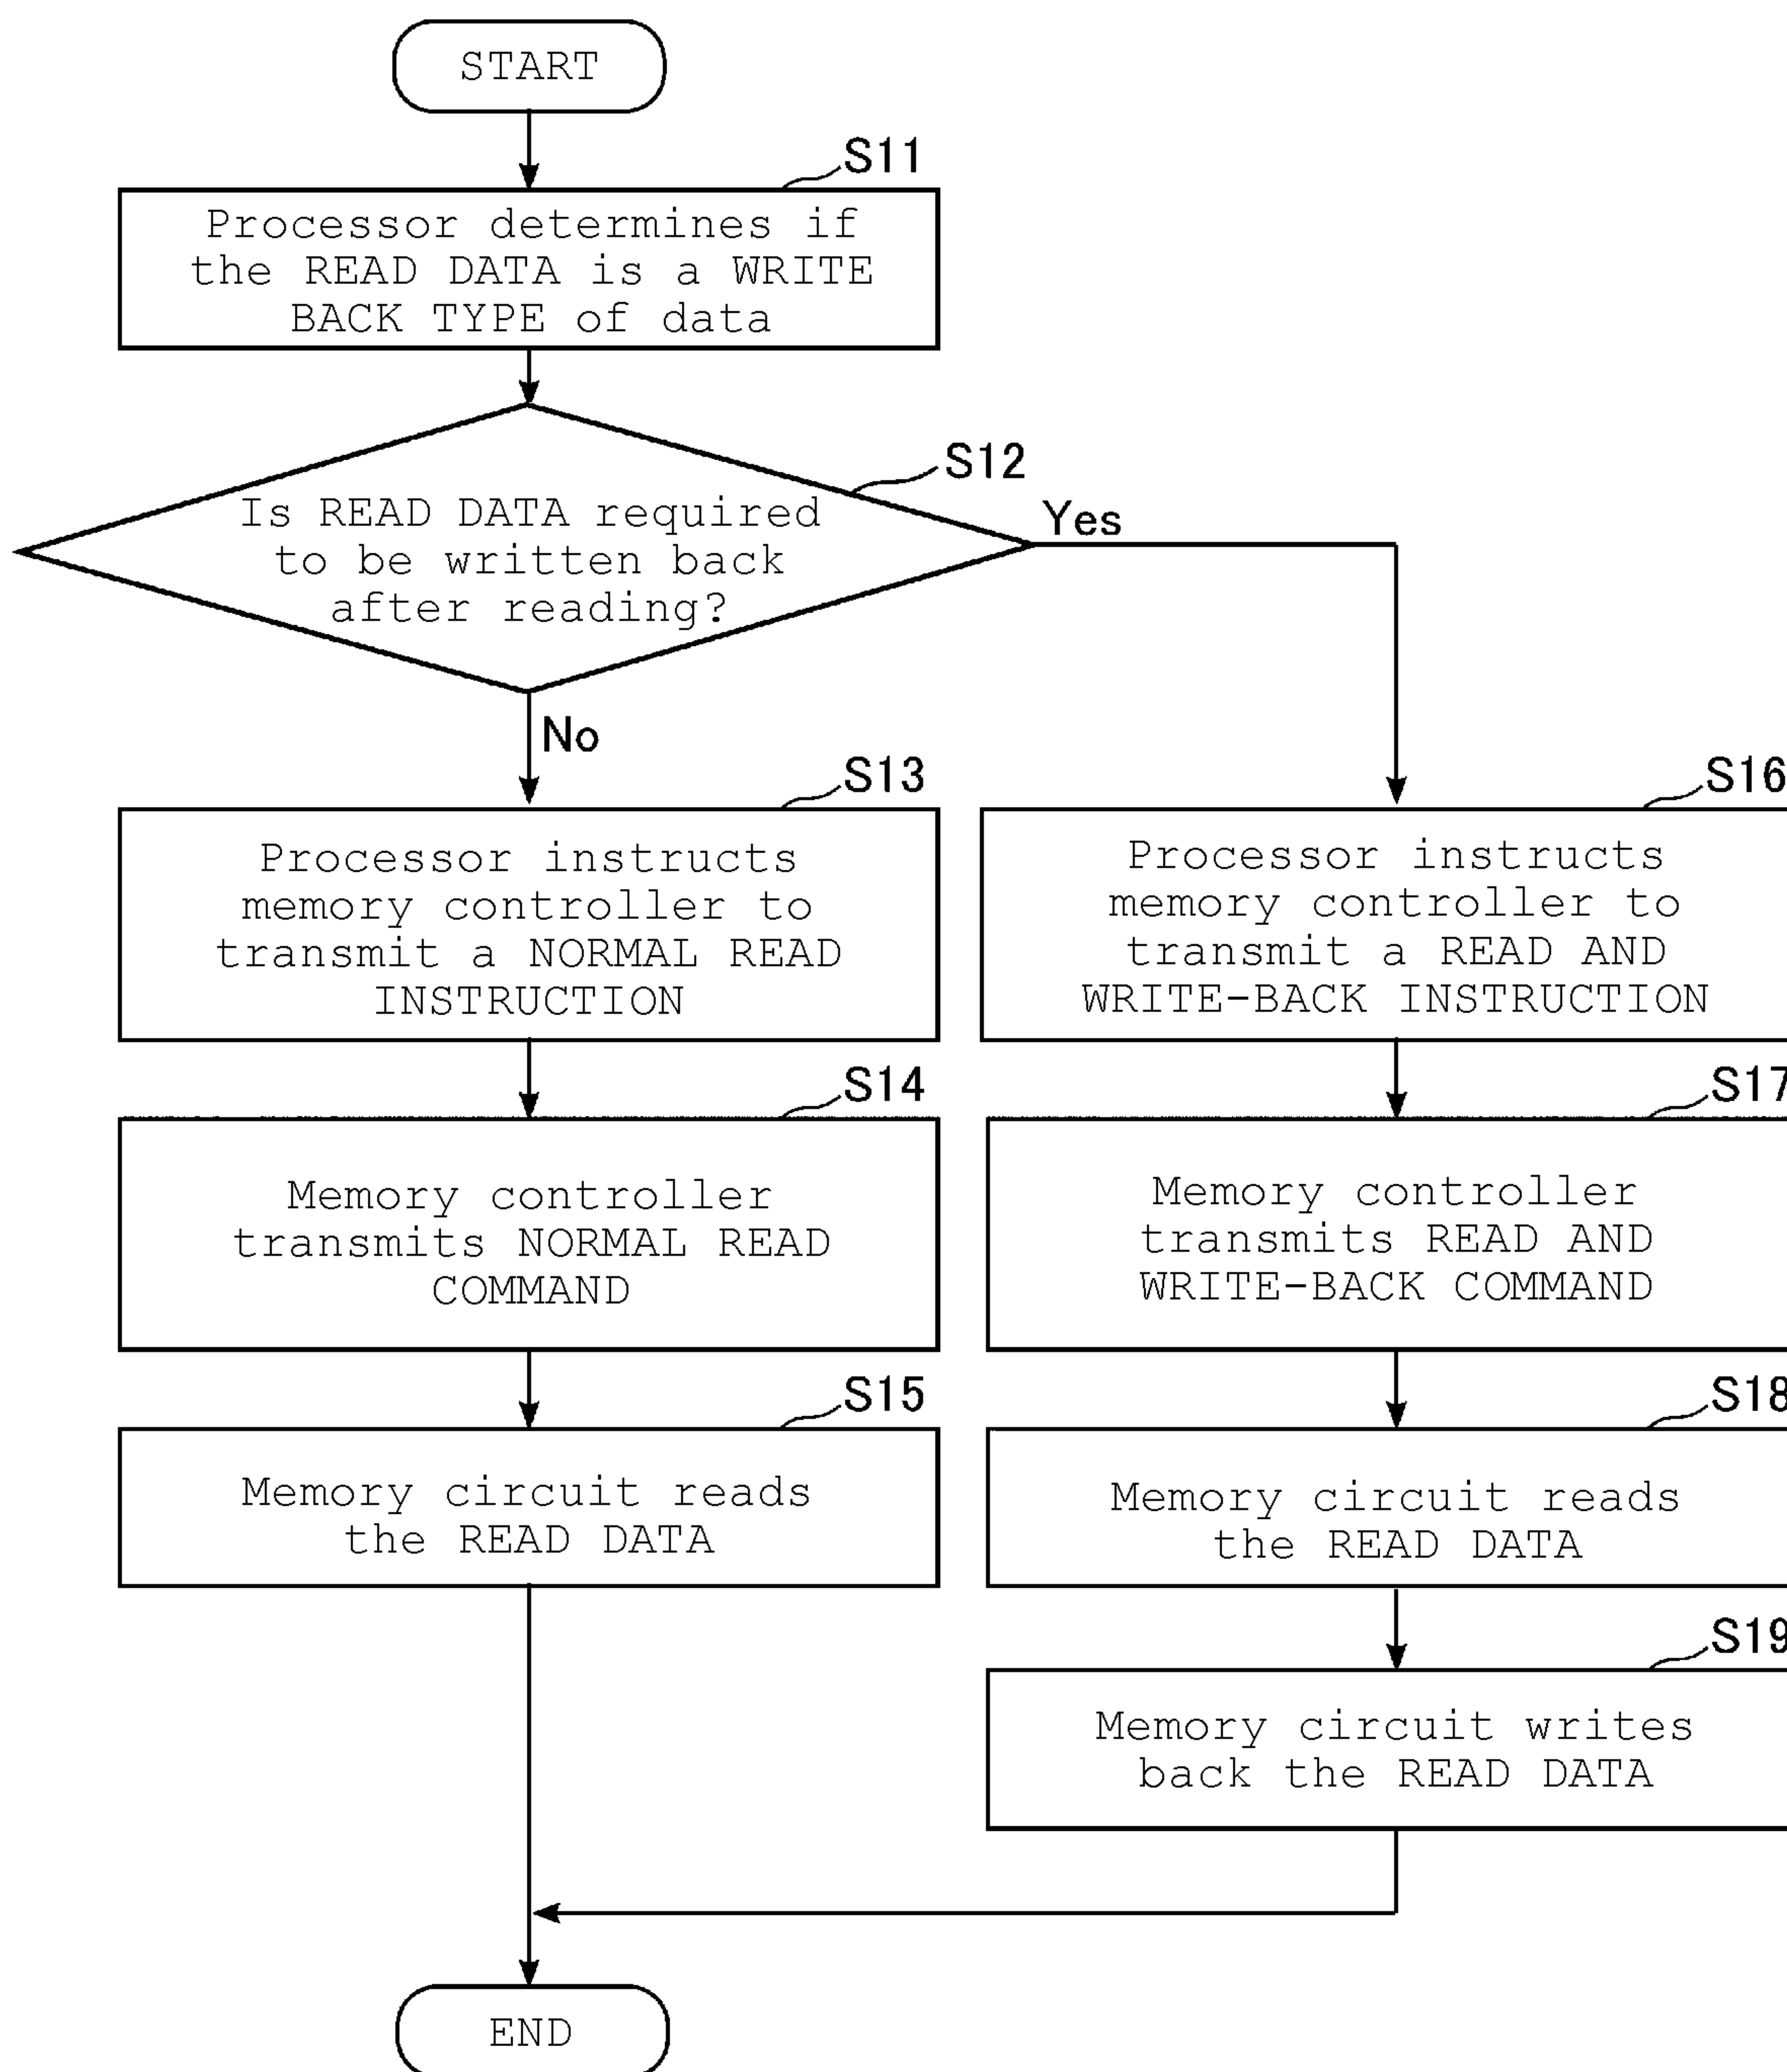 START
S11
Processor determines if
the READ DATA is a WRITE
BACK TYPE of data
S12
Is READ DATA required
to be written back
after reading?
Yes
No
S13
Processor instructs
memory controller to
transmit a NORMAL READ
INSTRUCTION
S16
Processor instructs
memory controller to
transmit a READ AND
WRITE-BACK INSTRUCTION
S14
Memory controller
transmits NORMAL READ
COMMAND
S17
Memory controller
transmits READ AND
WRITE-BACK COMMAND
S15
Memory circuit reads
the READ DATA
S18
Memory circuit reads
the READ DATA
S19
Memory circuit writes
back the READ DATA
END